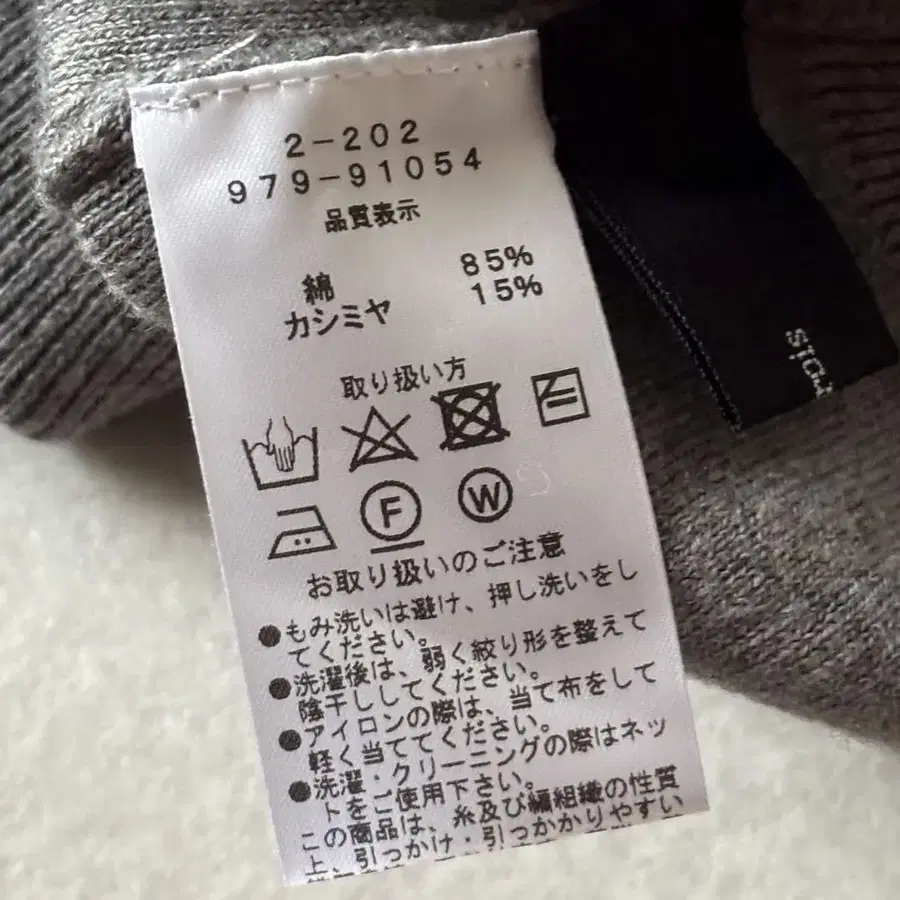 2-202
979-91054
品質表示
綿 85%
カシミヤ 15%
取り扱い方
F W
お取り扱いのご注意
●もみ洗いは避け、押し洗いをし
てください。
●洗濯後は、弱く絞り形を整えて
陰干ししてください。
●アイロンの際は、当て布をして
軽く当ててください。
●洗濯・クリーニングの際はネッ
トをご使用下さい。
この商品は、糸及び編組織の性質
上、引っかけ・引っかかりやすい